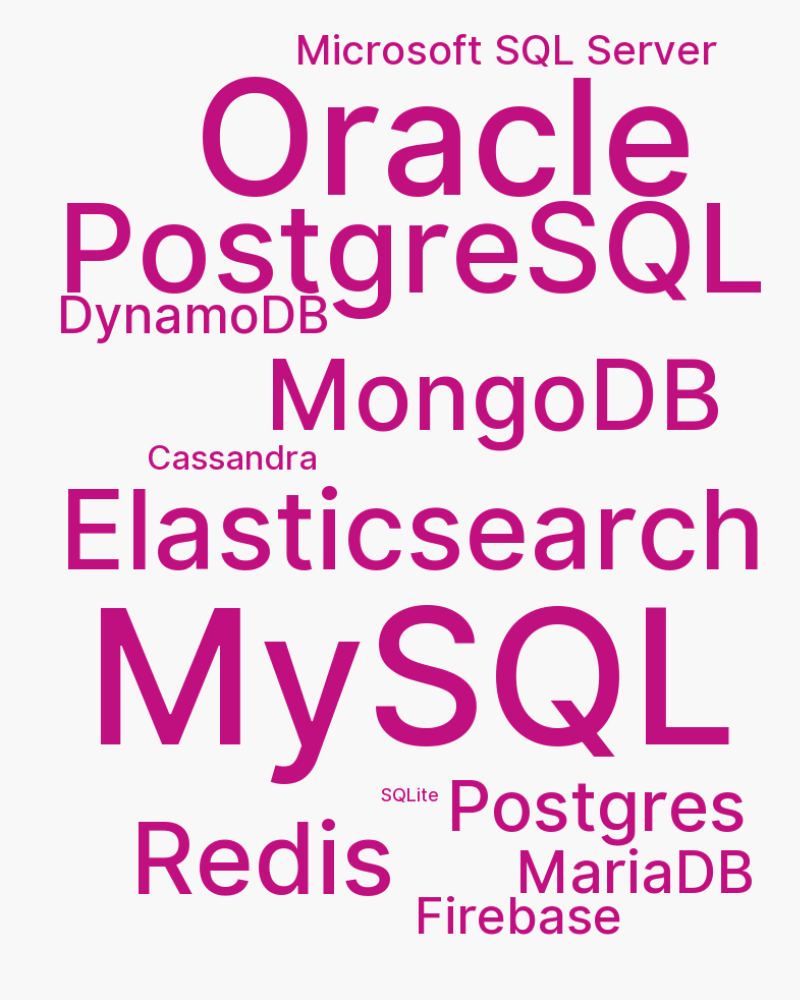 Microsoft SQL Server
Oracle
PostgreSQL
DynamoDB
MongoDB
Cassandra
Elasticsearch
MySQL
SQLite
Postgres
Redis
MariaDB
Firebase